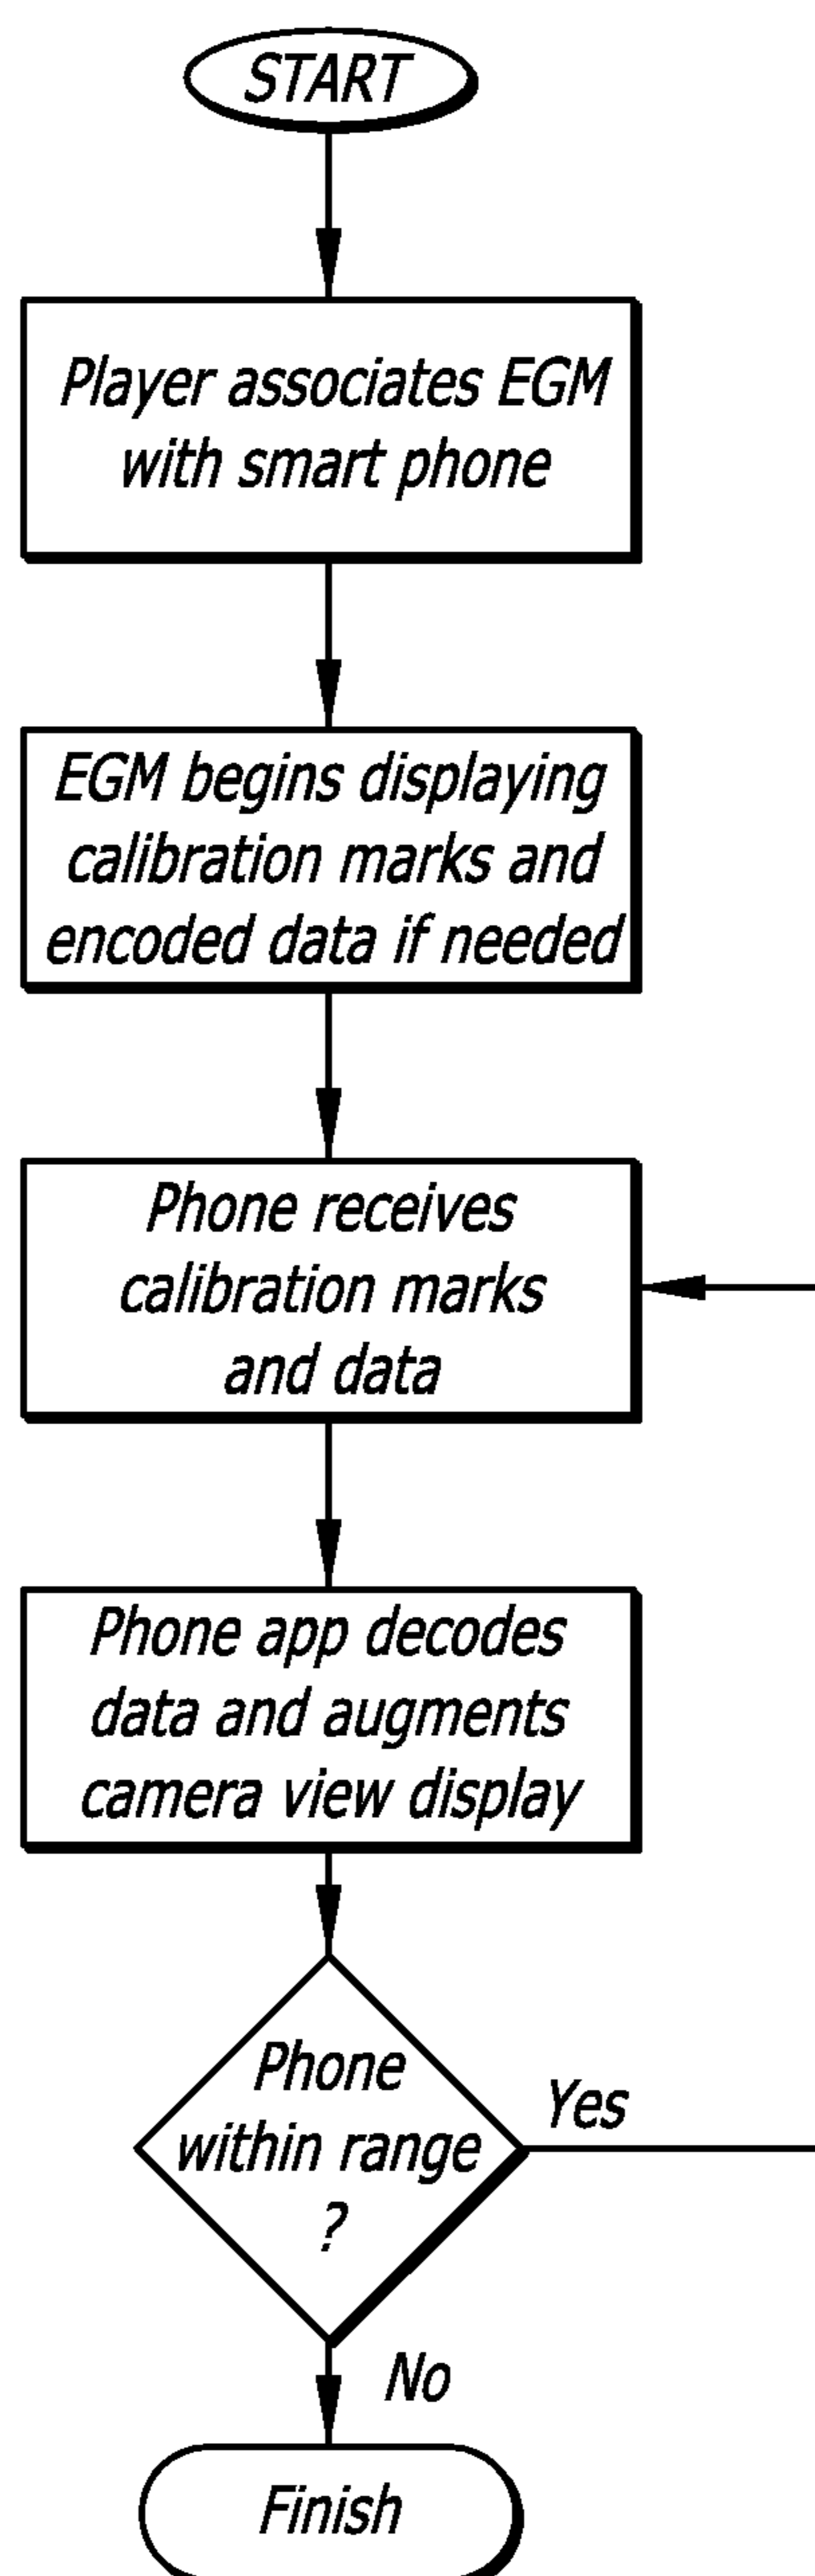 START
Player associates EGM
with smart phone
EGM begins displaying
calibration marks and
encoded data if needed
Phone receives
calibration marks
and data
Phone app decodes
data and augments
camera view display
Phone
within range
?
Yes
No
Finish